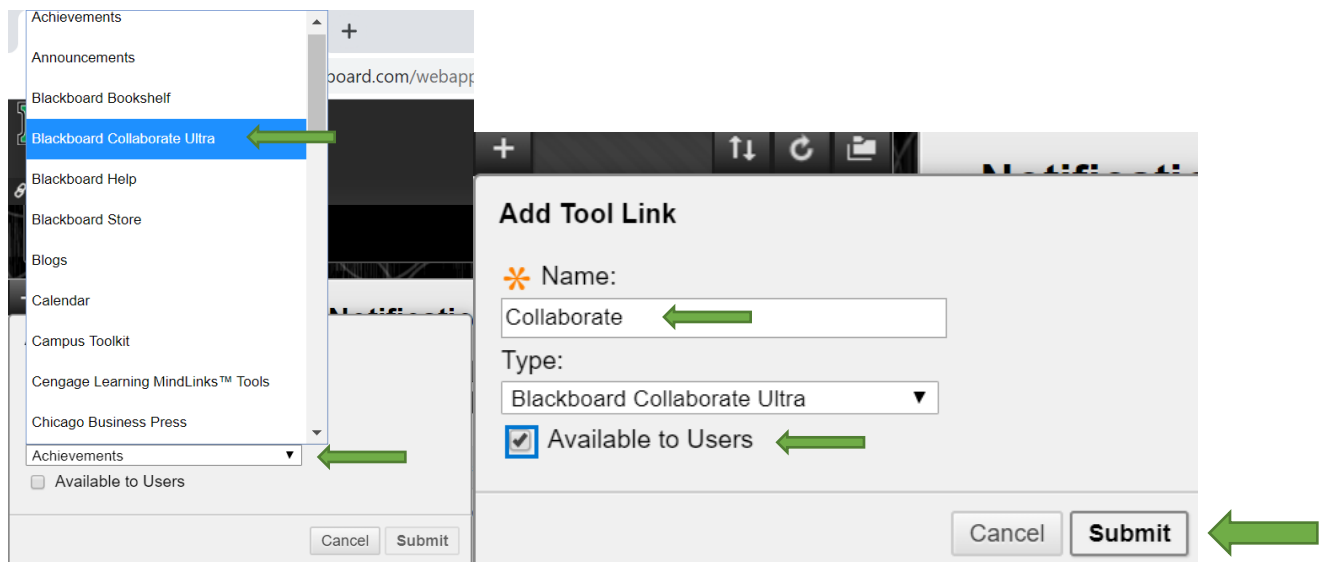 Achievements
+
Announcements
board.com/webapp
Blackboard Bookshelf
Blackboard Collaborate Ultra
Blackboard Help
Blackboard Store
Blogs
Calendar
Campus Toolkit
Cengage Learning MindLinks™ Tools
Chicago Business Press
Achievements
Available to Users
Cancel Submit
+
Add Tool Link
Name:
Collaborate
Type:
Blackboard Collaborate Ultra
Available to Users
Cancel Submit